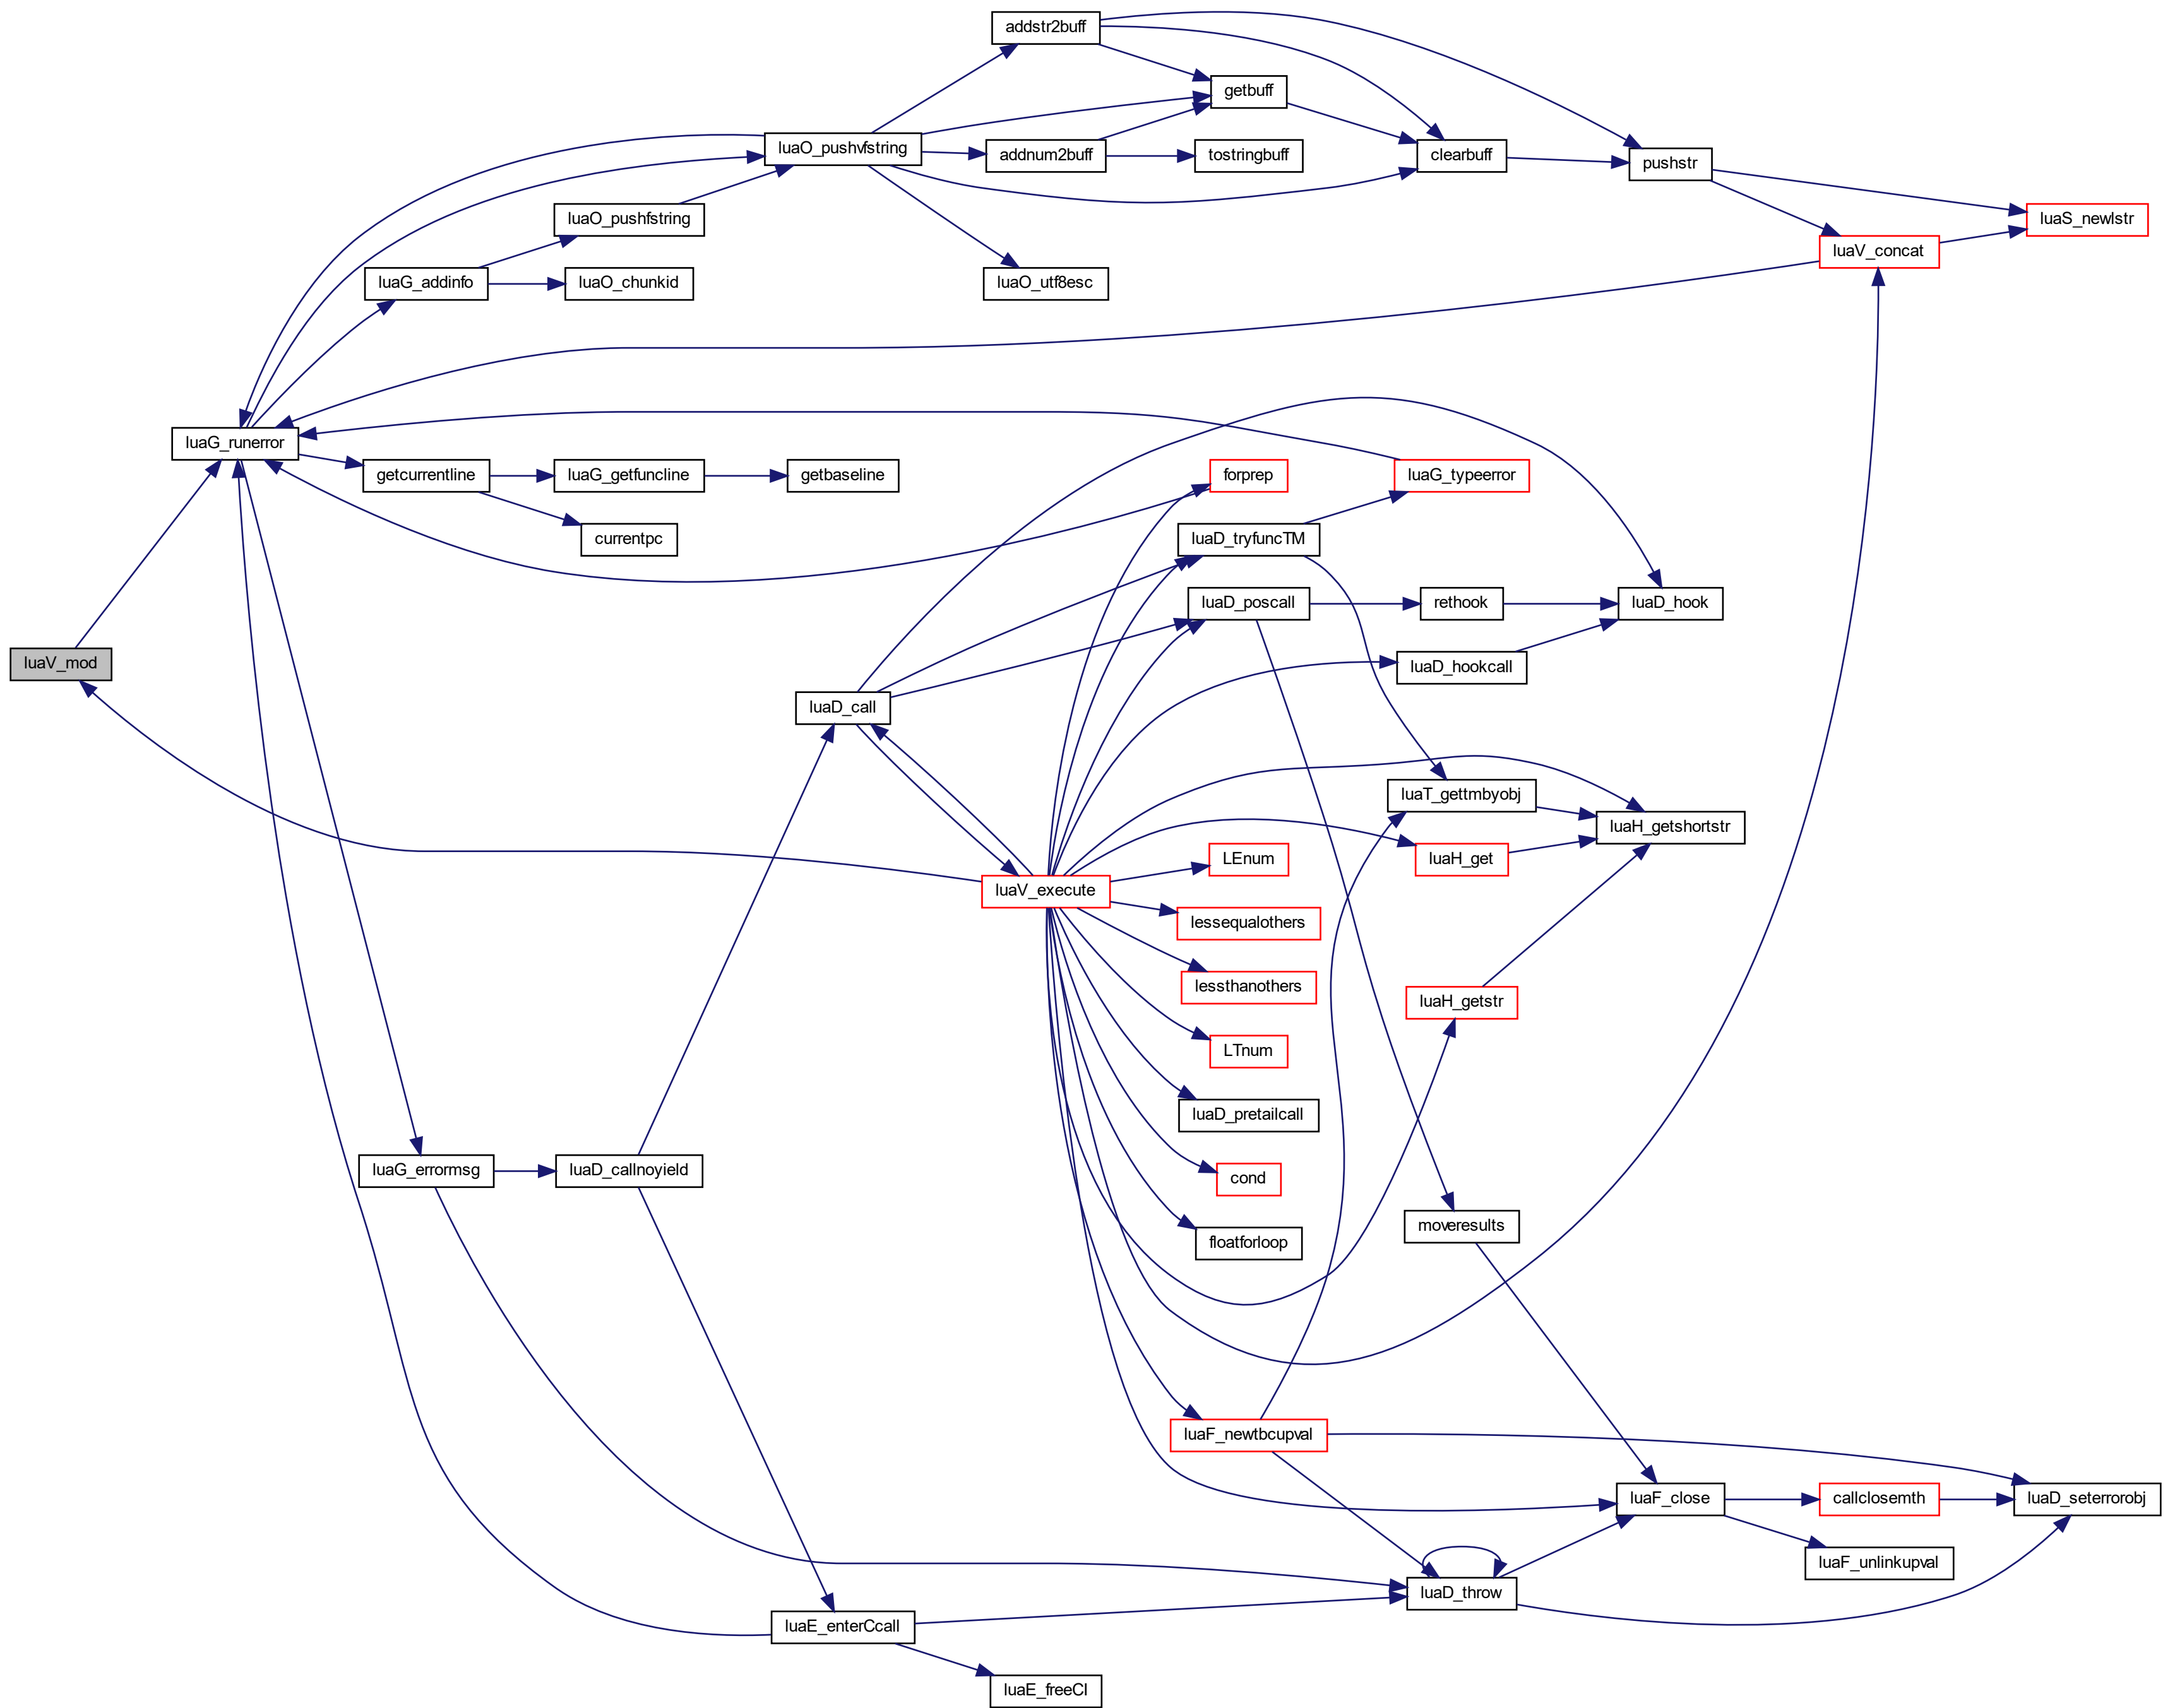 addstr2buff
getbuff
luaO_pushvfstring
addnum2buff
tostringbuff
clearbuff
pushstr
luaO_pushfstring
luaS_newlstr
luaV_concat
luaG_addinfo
luaO_chunkid
luaO_utf8esc
luaG_runerror
getcurrentline
luaG_getfuncline
getbaseline
forprep
luaG_typeerror
currentpc
luaD_tryfuncTM
luaD_poscall
rethook
luaD_hook
luaV_mod
luaD_hookcall
luaD_call
luaT_gettmbyobj
luaH_getshortstr
LEnum
luaH_get
luaV_execute
lessequalothers
lessthanothers
luaH_getstr
LTnum
luaD_pretailcall
luaG_errormsg
luaD_callnoyield
cond
moveresults
floatforloop
luaF_newtbcupval
luaF_close
callclosemth
luaD_seterrorobj
luaF_unlinkupval
luaD_throw
luaE_enterCcall
luaE_freeCI